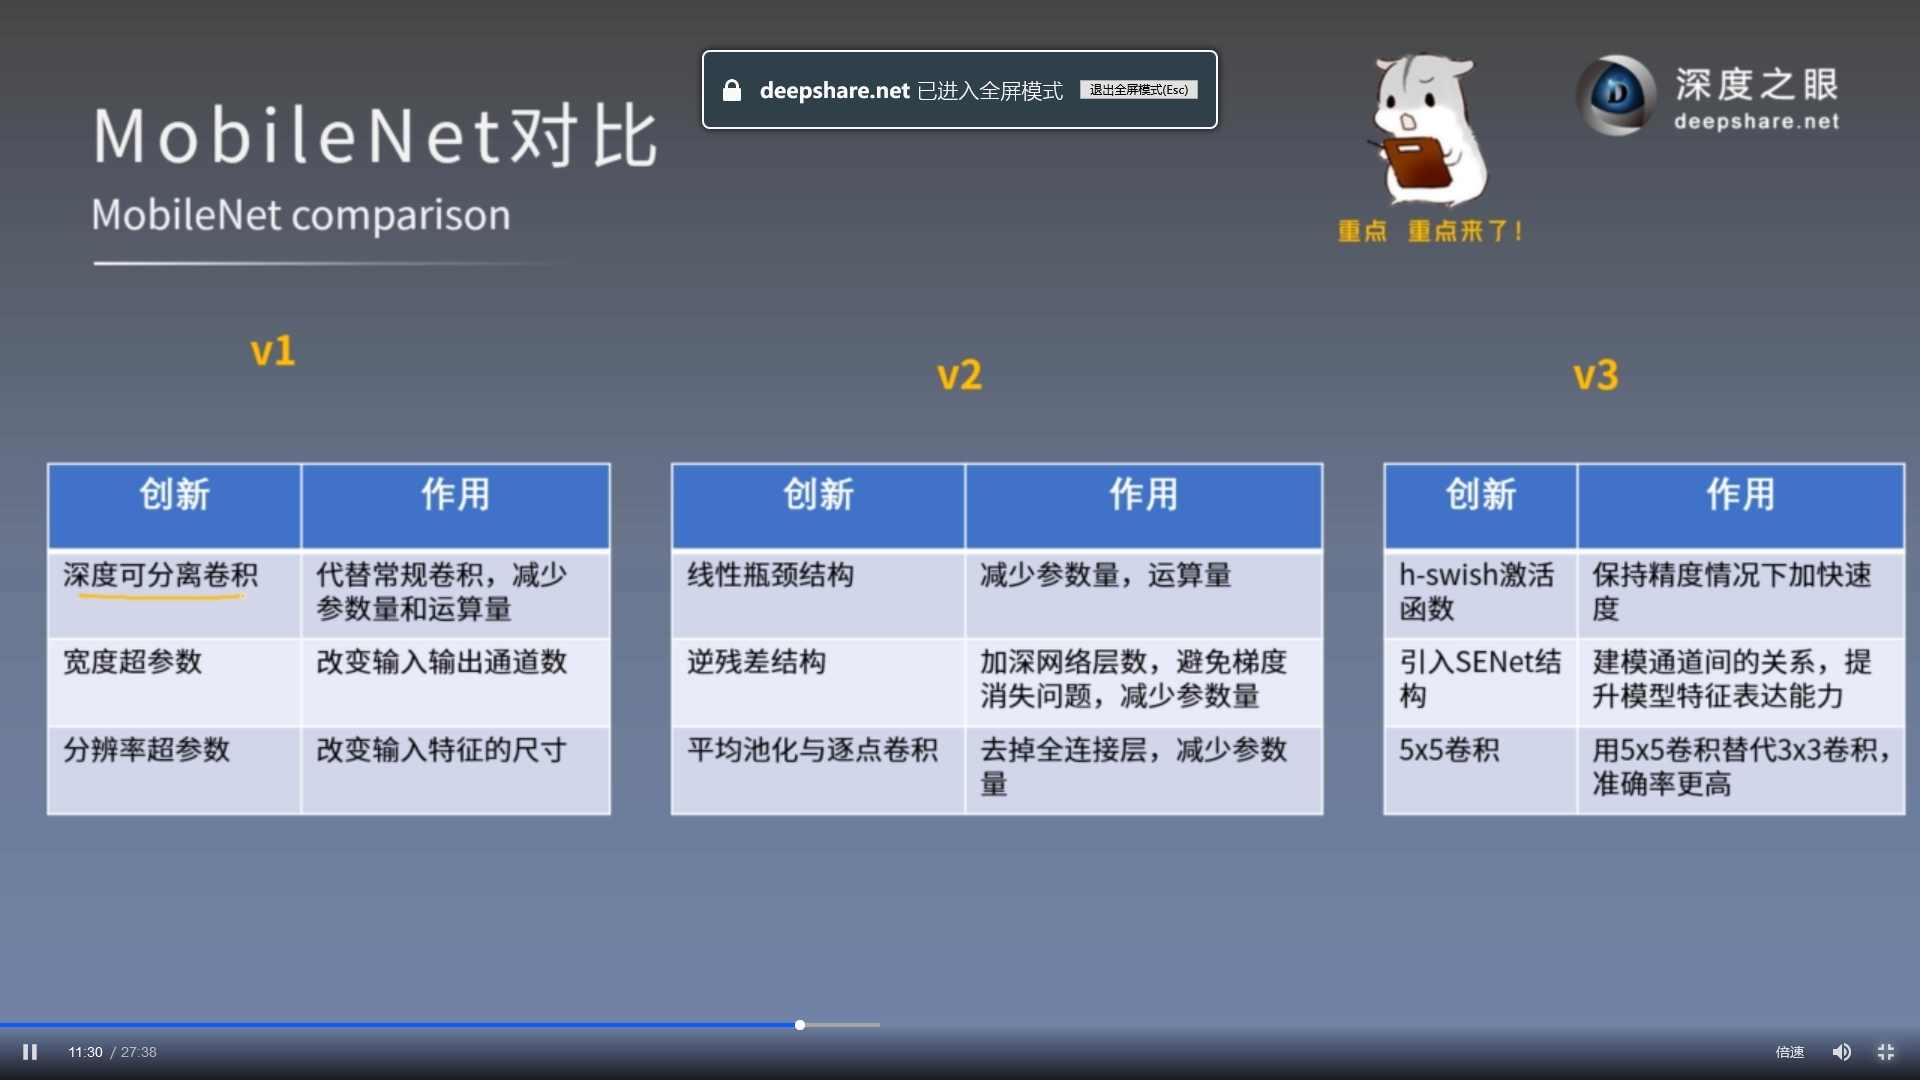 deepshare.net 已进入全屏模式 退出全屏模式(Esc)
深度之眼
deepshare.net
MobileNet对比
MobileNet comparison
重点 重点来了!
v1
创新 作用
深度可分离卷积 代替常规卷积，减少
参数量和运算量
宽度超参数 改变输入输出通道数
分辨率超参数 改变输入特征的尺寸
v2
创新 作用
线性瓶颈结构 减少参数量，运算量
逆残差结构 加深网络层数，避免梯度
消失问题，减少参数量
平均池化与逐点卷积 去掉全连接层，减少参数
量
v3
创新 作用
h-swish激活 保持精度情况下加快速
函数 度
引入SENet结 建模通道间的关系，提
构 升模型特征表达能力
5x5卷积 用5x5卷积替代3x3卷积，
准确率更高
11:30 / 27:38 倍速